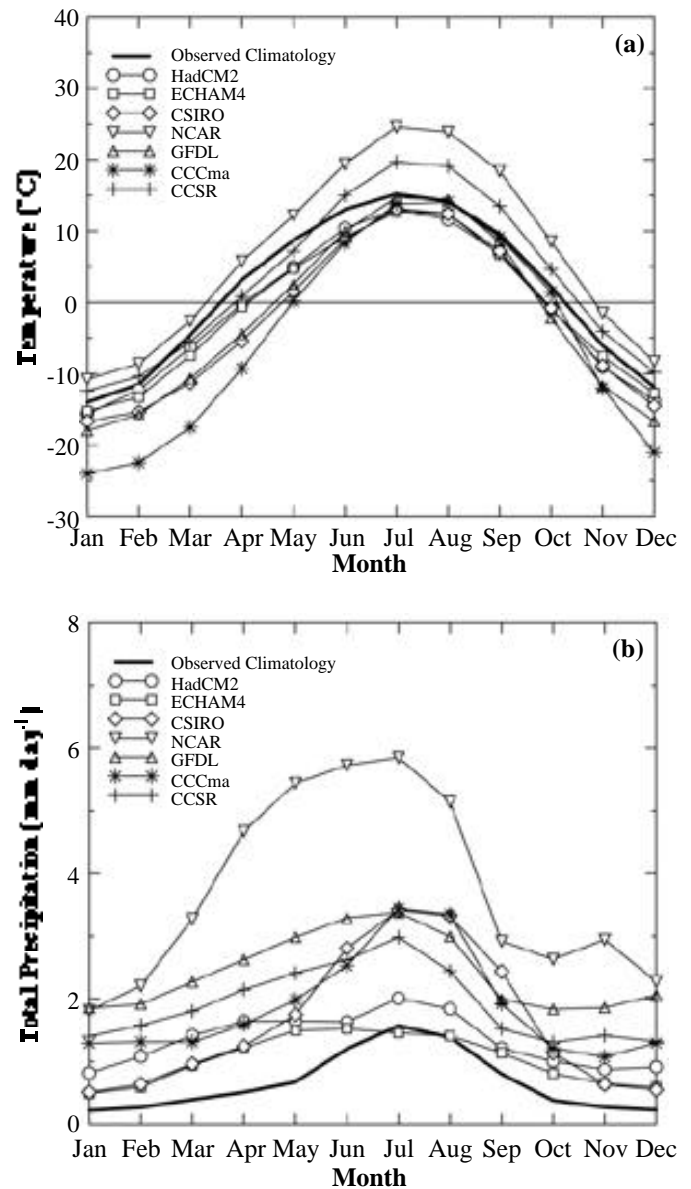 (a)
40
30
20
10
0
-10
-20
-30
Temperature (°C)
Observed Climatology
HadCM2
ECHAM4
CSIRO
NCAR
GFDL
CCCma
CCSR
Jan Feb Mar Apr May Jun Jul Aug Sep Oct Nov Dec
Month
(b)
8
6
4
2
0
Total Precipitation (mm day-1)
Observed Climatology
HadCM2
ECHAM4
CSIRO
NCAR
GFDL
CCCma
CCSR
Jan Feb Mar Apr May Jun Jul Aug Sep Oct Nov Dec
Month